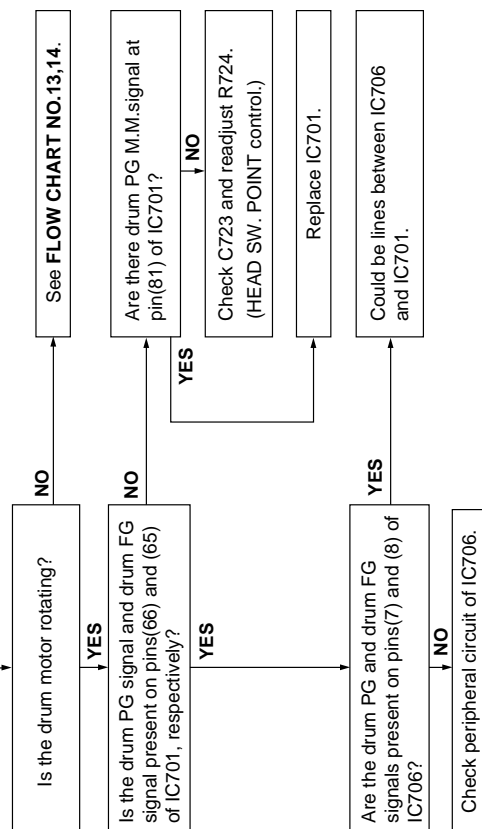 Is the drum motor rotating?
NO
See FLOW CHART NO.13,14.
YES
Is the drum PG signal and drum FG
signal present on pins(66) and (65)
of IC701, respectively?
NO
Are there drum PG M.M.signal at
pin(81) of IC701?
NO
Check C723 and readjust R724.
(HEAD SW. POINT control.)
YES
Replace IC701.
YES
Are the drum PG and drum FG
signals present on pins(7) and (8) of
IC706?
YES
Could be lines between IC706
and IC701.
NO
Check peripheral circuit of IC706.